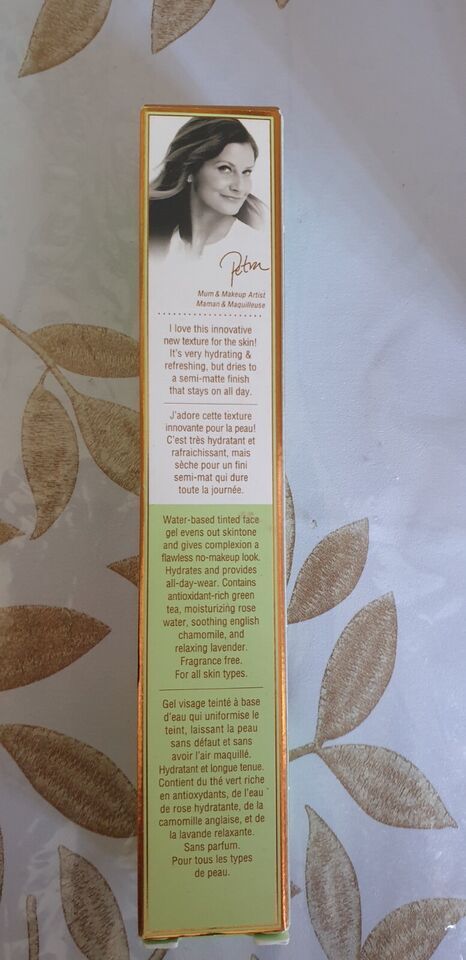 Petra
Mum & Makeup Artist
Maman & Maquilleuse
I love this innovative
new texture for the skin!
It's very hydrating &
refreshing, but dries to
a semi-matte finish
that stays on all day.
J'adore cette texture
innovante pour la peau!
C'est très hydratant et
rafraichissant, mais
sèche pour un fini
semi-mat qui dure
toute la journée.
Water-based tinted face
gel evens out skintone
and gives complexion a
flawless no-makeup look.
Hydrates and provides
all-day-wear. Contains
antioxidant-rich green
tea, moisturizing rose
water, soothing english
chamomile, and
relaxing lavender.
Fragrance free.
For all skin types.
Gel visage teinté à base
d'eau qui uniformise le
teint, laissant la peau
sans défaut et sans
avoir l'air maquillé.
Hydratant et longue tenue.
Contient du thé vert riche
en antioxydants, de l'eau
de rose hydratante, de la
camomille anglaise, et de
la lavande relaxante.
Sans parfum.
Pour tous les types
de peau.